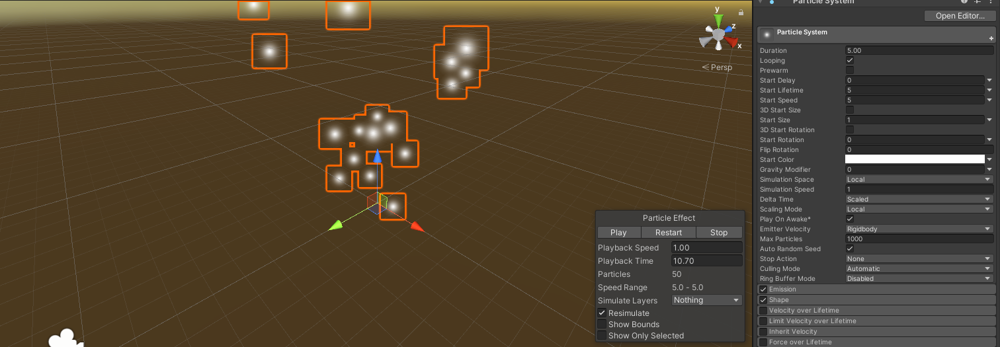 y
z
x
< Persp
Particle Effect
Play Restart Stop
Playback Speed 1.00
Playback Time 10.70
Particles 50
Speed Range 5.0 - 5.0
Simulate Layers Nothing
Resimulate
Show Bounds
Show Only Selected
Particle System
Open Editor...
Particle System
Duration 5.00
Looping
Prewarm
Start Delay 0
Start Lifetime 5
Start Speed 5
3D Start Size
Start Size 1
3D Start Rotation
Start Rotation 0
Flip Rotation 0
Start Color
Gravity Modifier 0
Simulation Space Local
Simulation Speed 1
Delta Time Scaled
Scaling Mode Local
Play On Awake*
Emitter Velocity Rigidbody
Max Particles 1000
Auto Random Seed
Stop Action None
Culling Mode Automatic
Ring Buffer Mode Disabled
Emission
Shape
Velocity over Lifetime
Limit Velocity over Lifetime
Inherit Velocity
Force over Lifetime